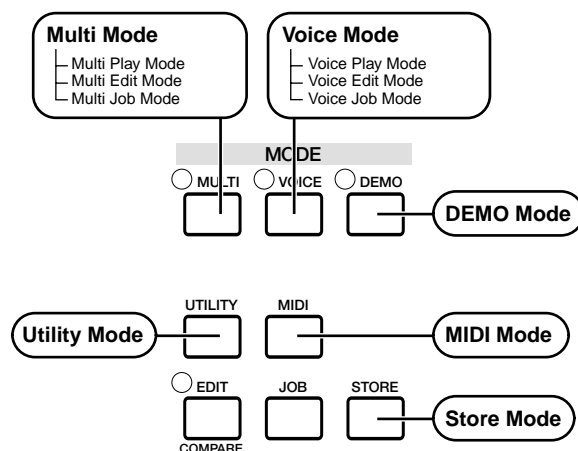 Multi Mode
Multi Play Mode
Multi Edit Mode
Multi Job Mode
Voice Mode
Voice Play Mode
Voice Edit Mode
Voice Job Mode
MODE
MULTI VOICE DEMO
DEMO Mode
UTILITY MIDI
Utility Mode
MIDI Mode
EDIT JOB STORE
Store Mode
COMPARE